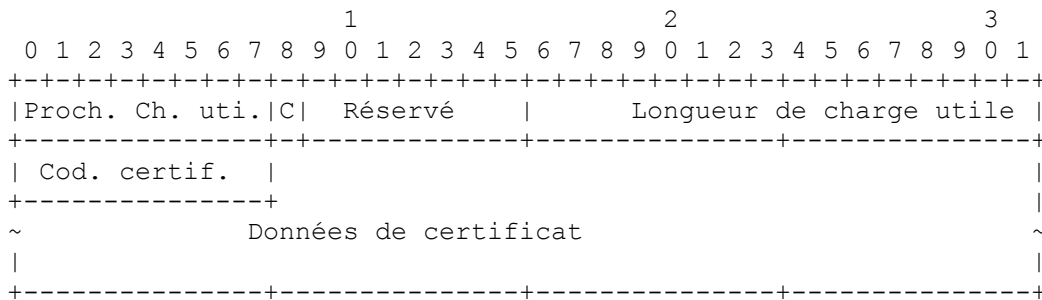 1                   2                   3
 0 1 2 3 4 5 6 7 8 9 0 1 2 3 4 5 6 7 8 9 0 1 2 3 4 5 6 7 8 9 0 1
+-+-+-+-+-+-+-+-+-+-+-+-+-+-+-+-+-+-+-+-+-+-+-+-+-+-+-+-+-+-+-+-+
|Proch. Ch. uti.|C|  Réservé    |      Longueur de charge utile |
+---------------+-+-------------+---------------+---------------+
| Cod. certif.  |                                               |
+---------------+                                               |
~              Données de certificat                            ~
|                                                               |
+---------------+---------------+---------------+---------------+